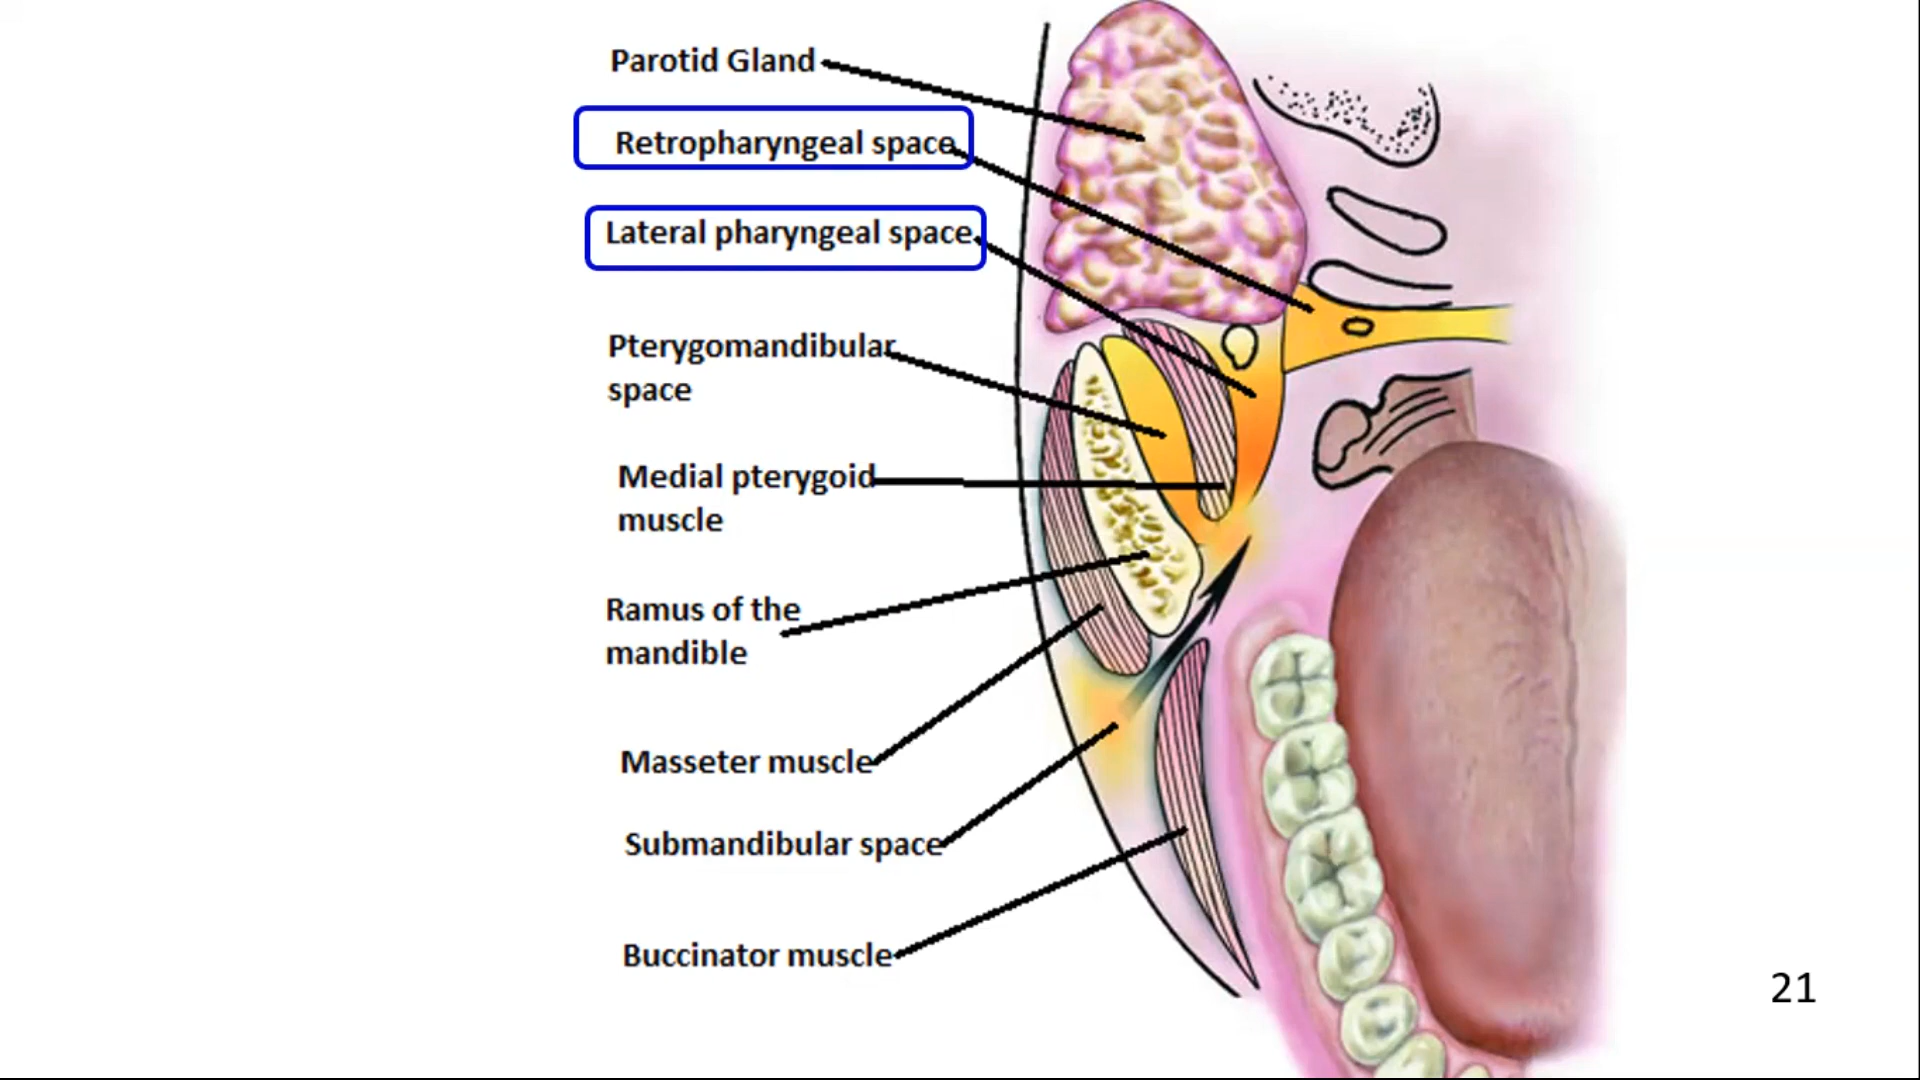 Parotid Gland
Retropharyngeal space
Lateral pharyngeal space
Pterygomandibular
space
Medial pterygoid
muscle
Ramus of the
mandible
Masseter muscle
Submandibular space
Buccinator muscle
21